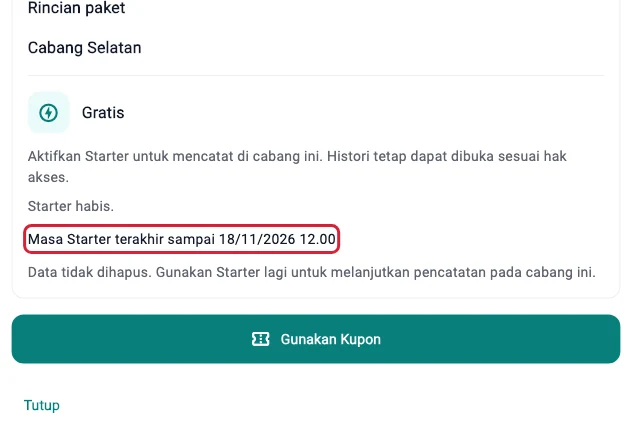 Rincian paket
Cabang Selatan
Gratis
Aktifkan Starter untuk mencatat di cabang ini. Histori tetap dapat dibuka sesuai hak
akses.
Starter habis.
Masa Starter terakhir sampai 18/11/2026 12.00
Data tidak dihapus. Gunakan Starter lagi untuk melanjutkan pencatatan pada cabang ini.
Gunakan Kupon
Tutup